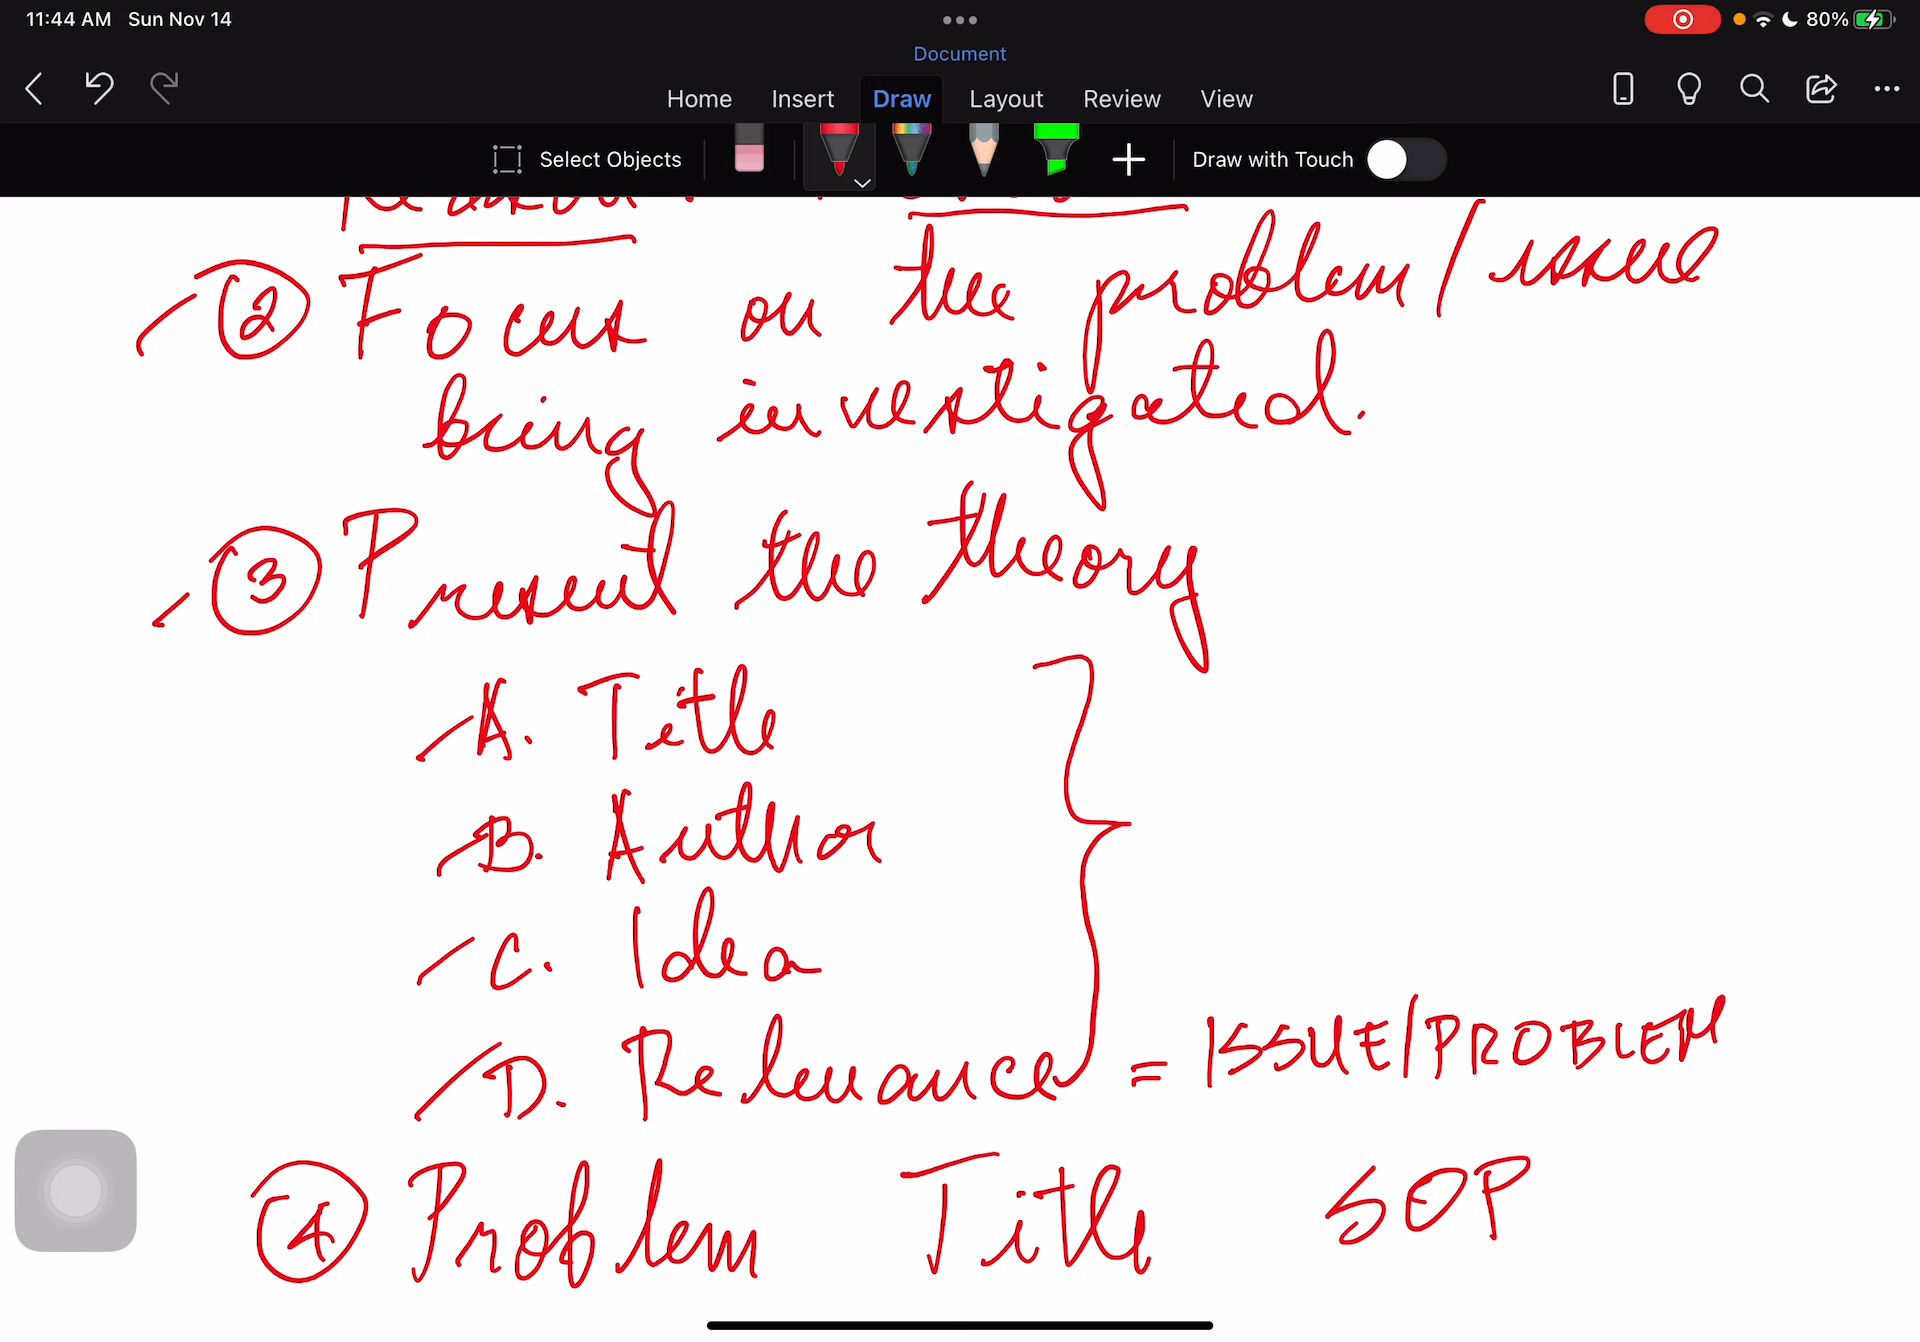 11:44 AM Sun Nov 14
80%
Document
Home Insert Draw Layout Review View
Select Objects
Draw with Touch
2 Focus on the problem/issue
being investigated.
3 Present the theory
A. Title
B. Author
C. Idea
D. Relevance = ISSUE/PROBLEM
4 Problem Title SOP